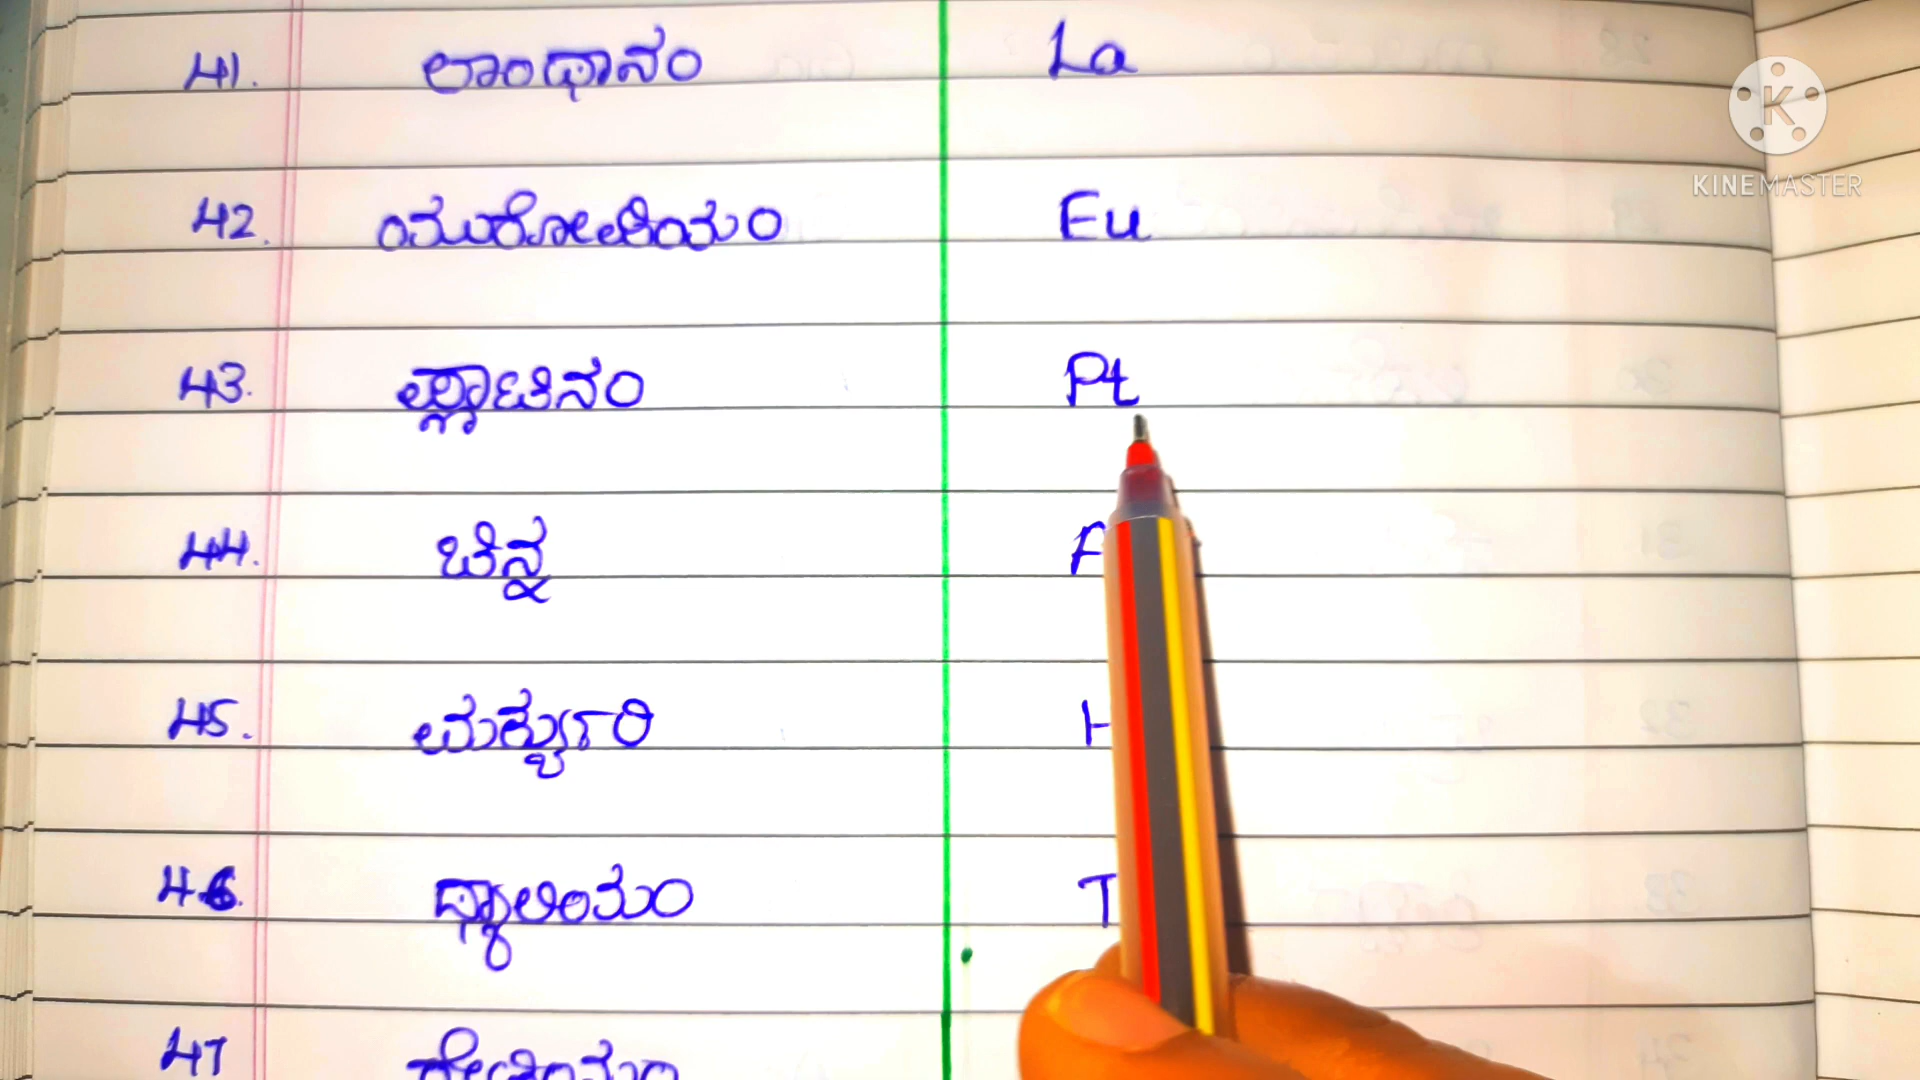 41. ಲಾಂಥಾನಂ La
42. ಯುರೋಪಿಯಂ Eu
43. ಪ್ಲಾಟಿನಂ Pt
44. ಚಿನ್ನ A
45. ಮರ್ಕ್ಯುರಿ H
46. ಥ್ಯಾಲಿಯಂ T
47
KINEMASTER